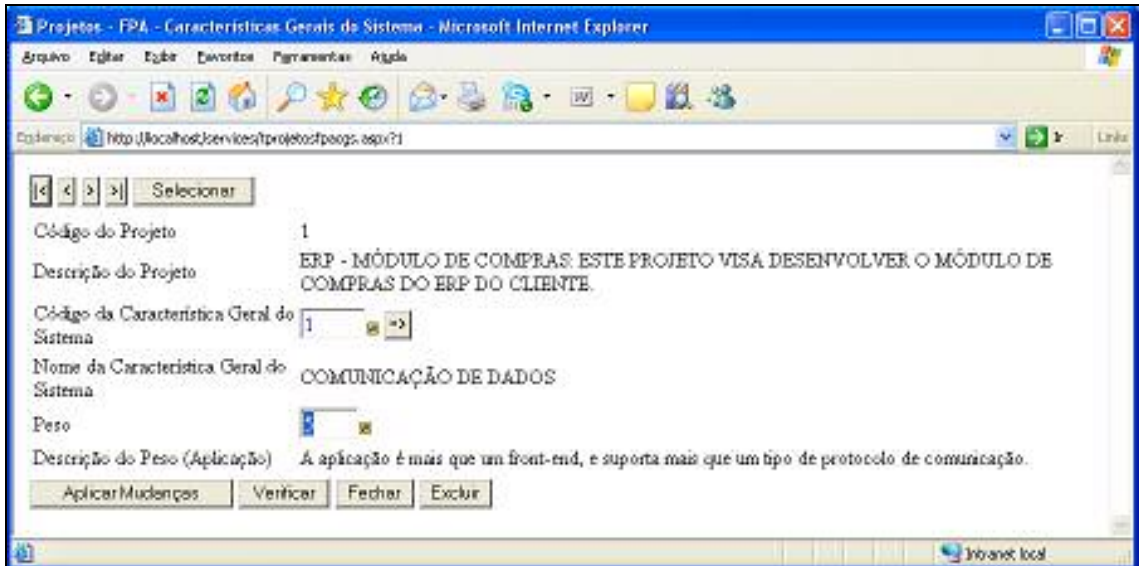 Projetos - FPA - Características Gerais do Sistema - Microsoft Internet Explorer
Arquivo Editar Exibir Favoritos Ferramentas Ajuda
Endereço http://localhost/services/tprojetosfpacgs.aspx?1 Ir Links
|< < > >| Selecionar
Código do Projeto 1
Descrição do Projeto ERP - MÓDULO DE COMPRAS: ESTE PROJETO VISA DESENVOLVER O MÓDULO DE
COMPRAS DO ERP DO CLIENTE.
Código da Característica Geral do
Sistema 1 =>
Nome da Característica Geral do
Sistema COMUNICAÇÃO DE DADOS
Peso 5
Descrição do Peso (Aplicação) A aplicação é mais que um front-end, e suporta mais que um tipo de protocolo de comunicação.
Aplicar Mudanças Verificar Fechar Excluir
Intranet local